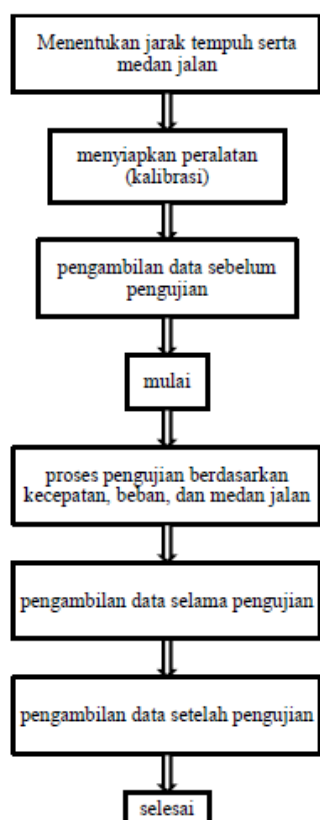 Menentukan jarak tempuh serta
medan jalan
menyiapkan peralatan
(kalibrasi)
pengambilan data sebelum
pengujian
mulai
proses pengujian berdasarkan
kecepatan, beban, dan medan jalan
pengambilan data selama pengujian
pengambilan data setelah pengujian
selesai